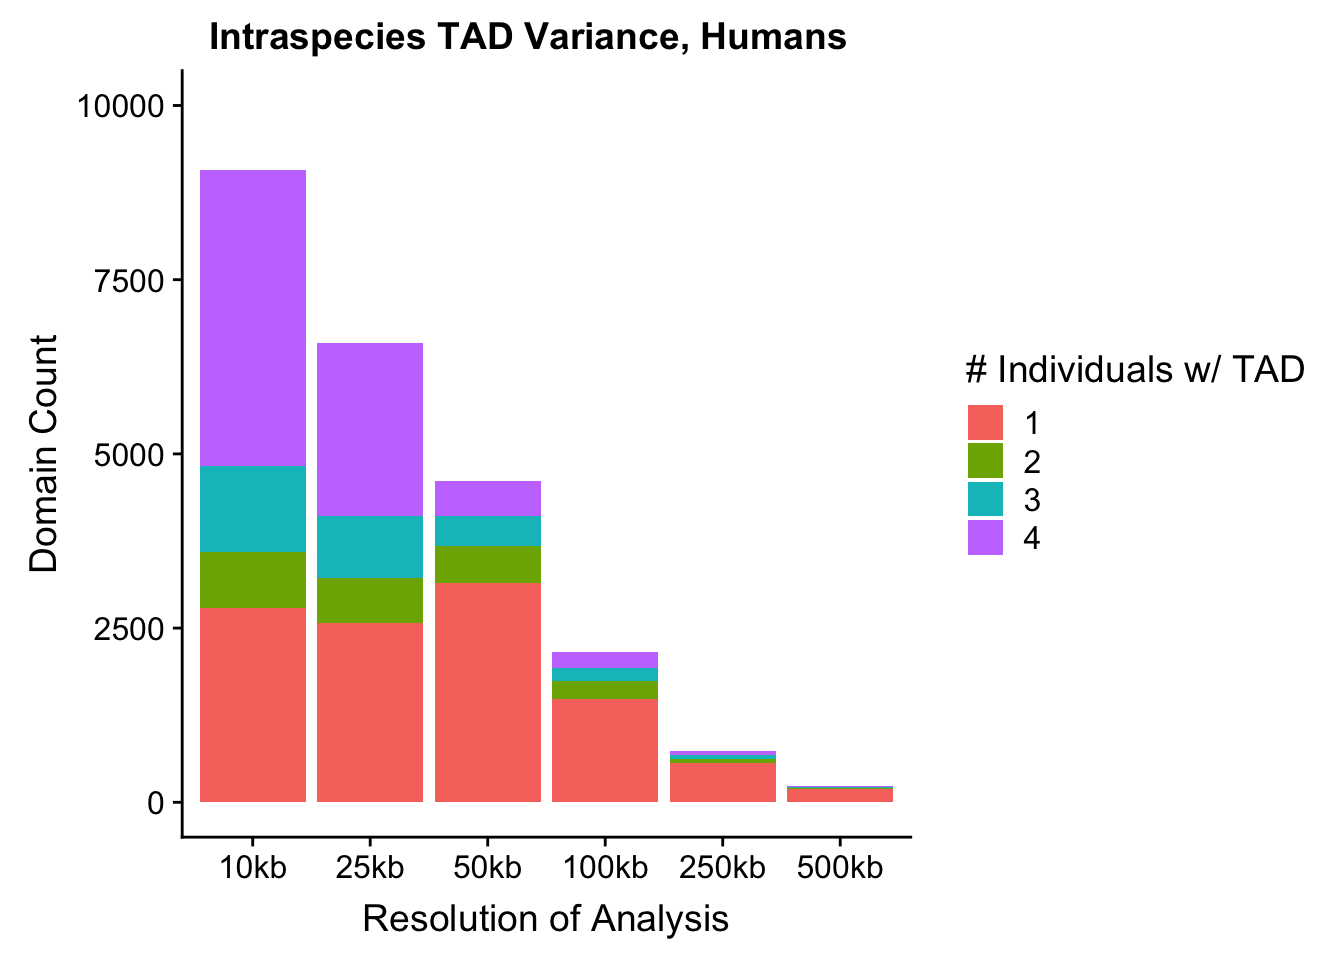 Intraspecies TAD Variance, Humans
10000
7500
5000
2500
0
Domain Count
10kb 25kb 50kb 100kb 250kb 500kb
Resolution of Analysis
# Individuals w/ TAD
1
2
3
4